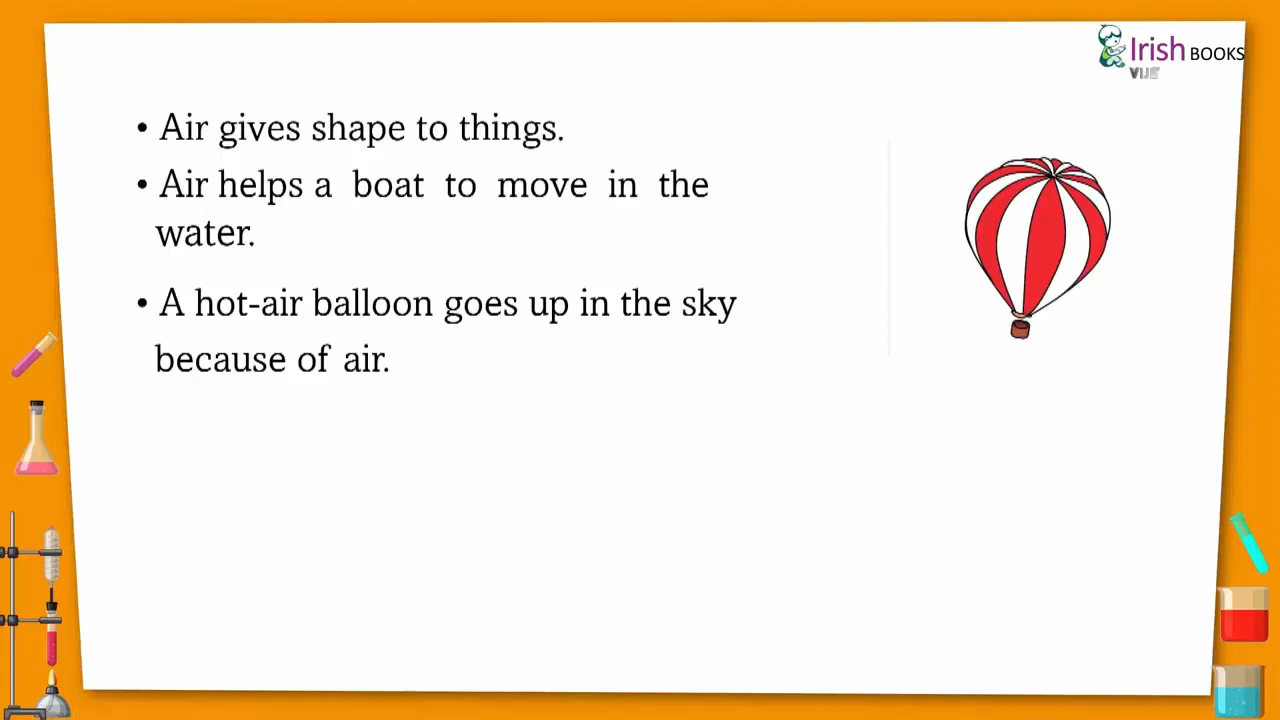 Irish BOOKS
• Air gives shape to things.
• Air helps a boat to move in the
water.
• A hot-air balloon goes up in the sky
because of air.